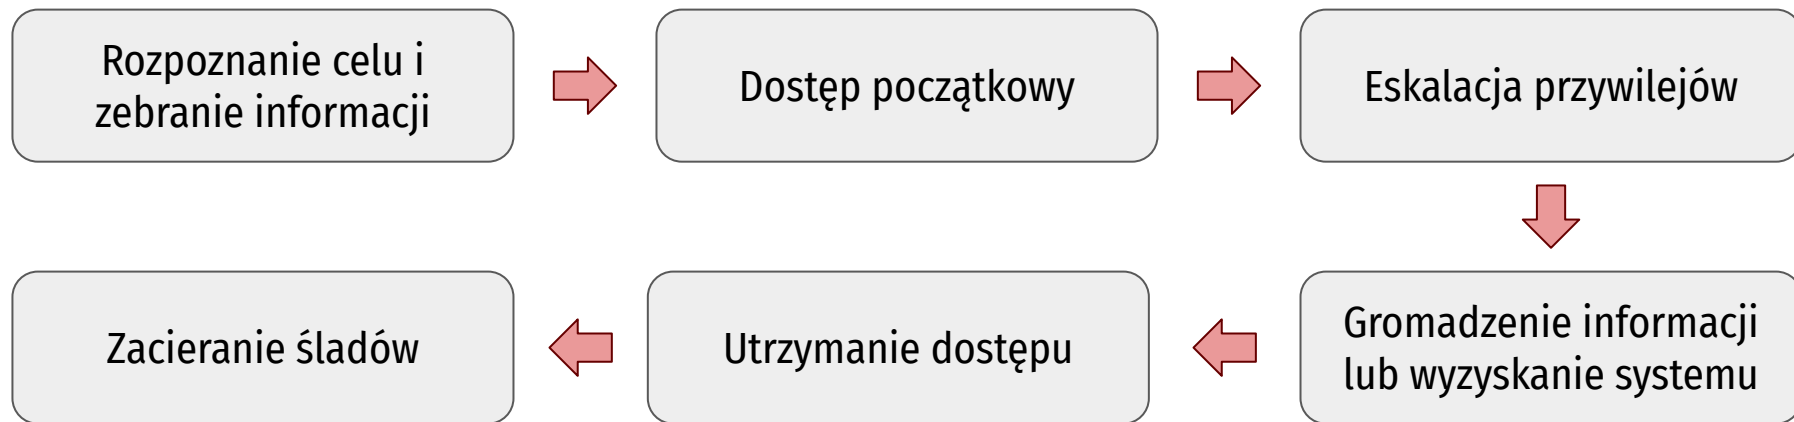 Rozpoznanie celu i
zebranie informacji
Dostęp początkowy
Eskalacja przywilejów
Gromadzenie informacji
lub wyzyskanie systemu
Utrzymanie dostępu
Zacieranie śladów